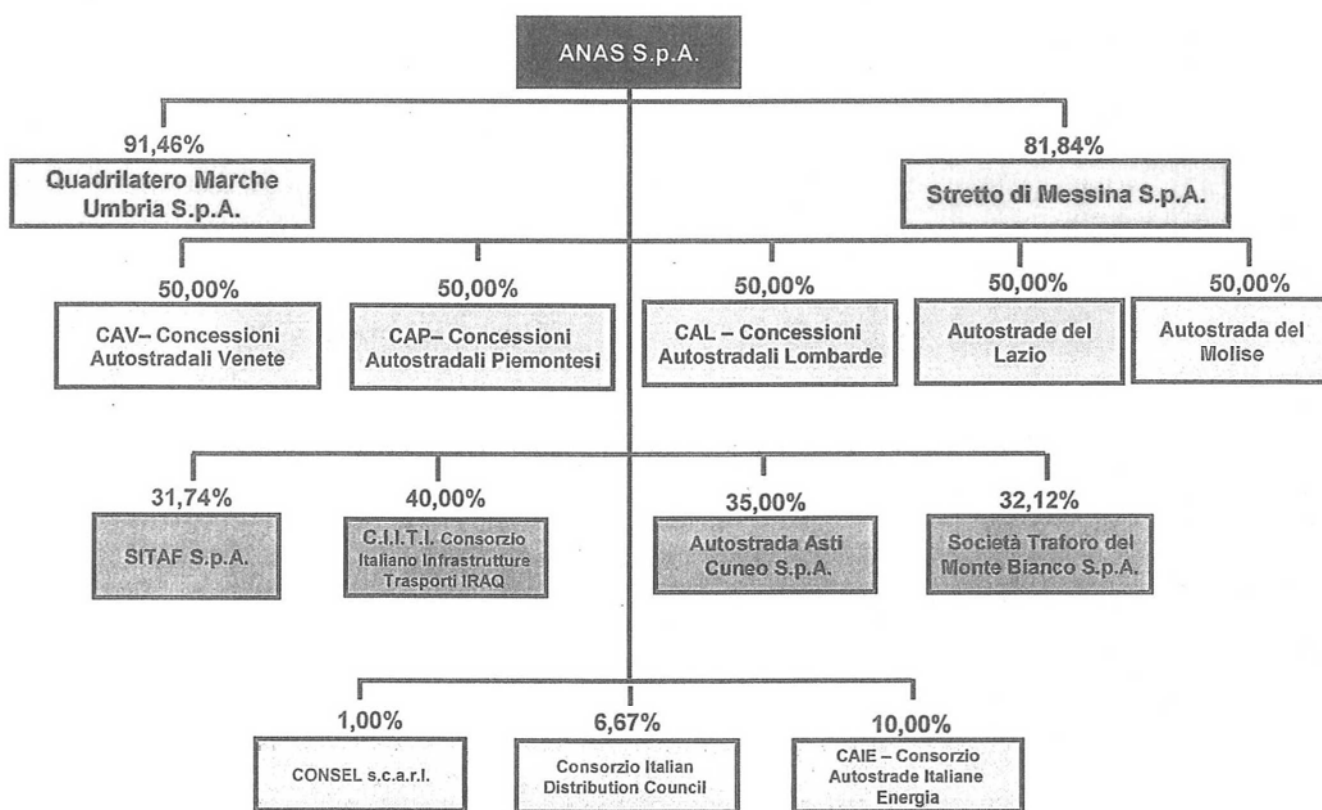 ANAS S.p.A.
91,46%
Quadrilatero Marche
Umbria S.p.A.
81,84%
Stretto di Messina S.p.A.
50,00%
CAV– Concessioni
Autostradali Venete
50,00%
CAP– Concessioni
Autostradali Piemontesi
50,00%
CAL – Concessioni
Autostradali Lombarde
50,00%
Autostrade del
Lazio
50,00%
Autostrada del
Molise
31,74%
SITAF S.p.A.
40,00%
C.I.I.T.I. Consorzio
Italiano Infrastrutture
Trasporti IRAQ
35,00%
Autostrada Asti
Cuneo S.p.A.
32,12%
Società Traforo del
Monte Bianco S.p.A.
1,00%
CONSEL s.c.a.r.l.
6,67%
Consorzio Italian
Distribution Council
10,00%
CAIE – Consorzio
Autostrade Italiane
Energia